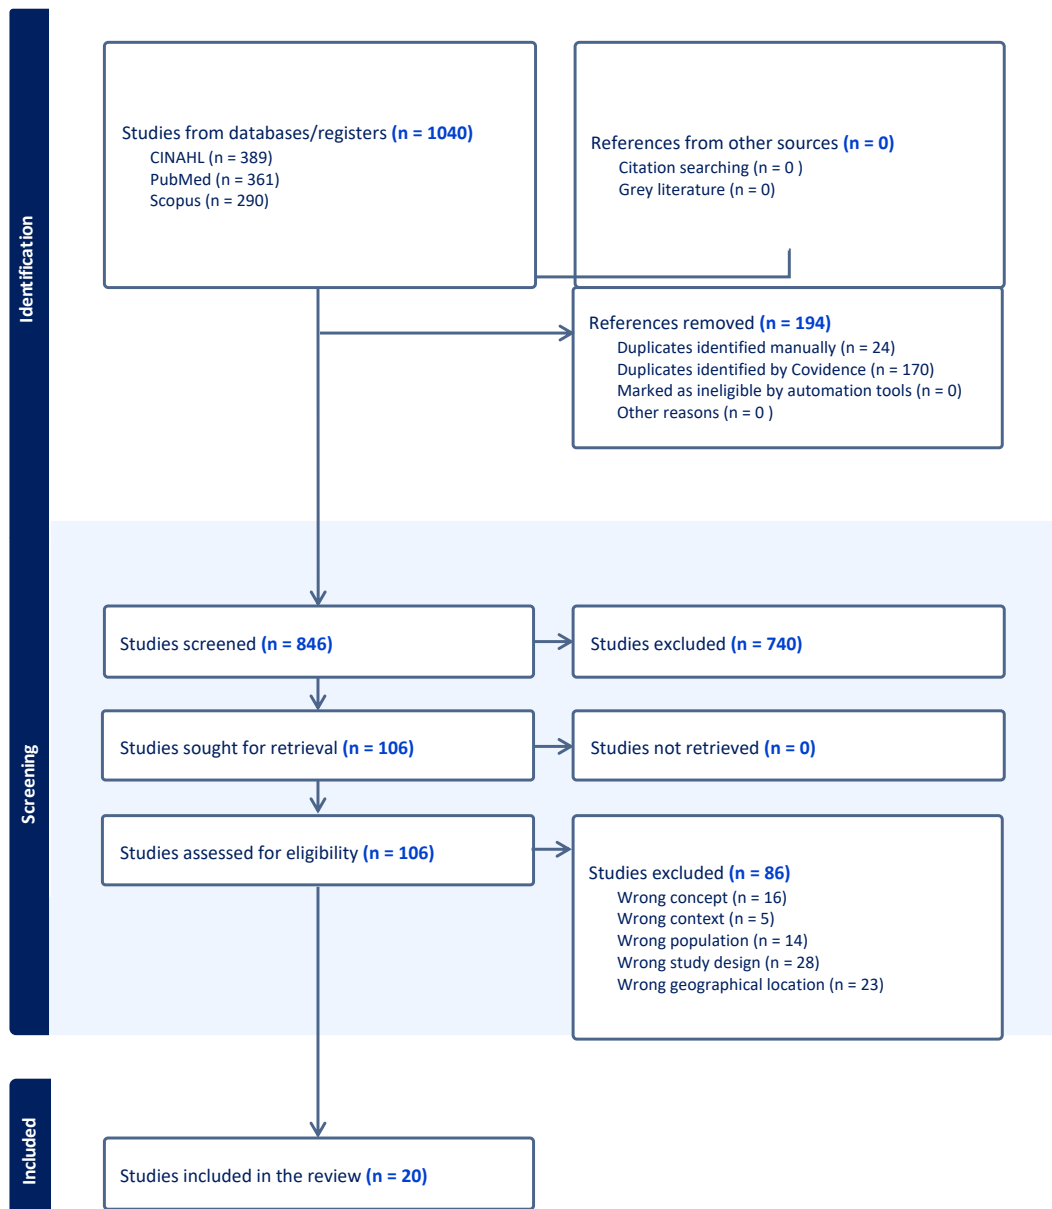 Identification
Studies from databases/registers (n = 1040)
CINAHL (n = 389)
PubMed (n = 361)
Scopus (n = 290)
References from other sources (n = 0)
Citation searching (n = 0 )
Grey literature (n = 0)
References removed (n = 194)
Duplicates identified manually (n = 24)
Duplicates identified by Covidence (n = 170)
Marked as ineligible by automation tools (n = 0)
Other reasons (n = 0 )
Screening
Studies screened (n = 846)
Studies excluded (n = 740)
Studies sought for retrieval (n = 106)
Studies not retrieved (n = 0)
Studies assessed for eligibility (n = 106)
Studies excluded (n = 86)
Wrong concept (n = 16)
Wrong context (n = 5)
Wrong population (n = 14)
Wrong study design (n = 28)
Wrong geographical location (n = 23)
Included
Studies included in the review (n = 20)